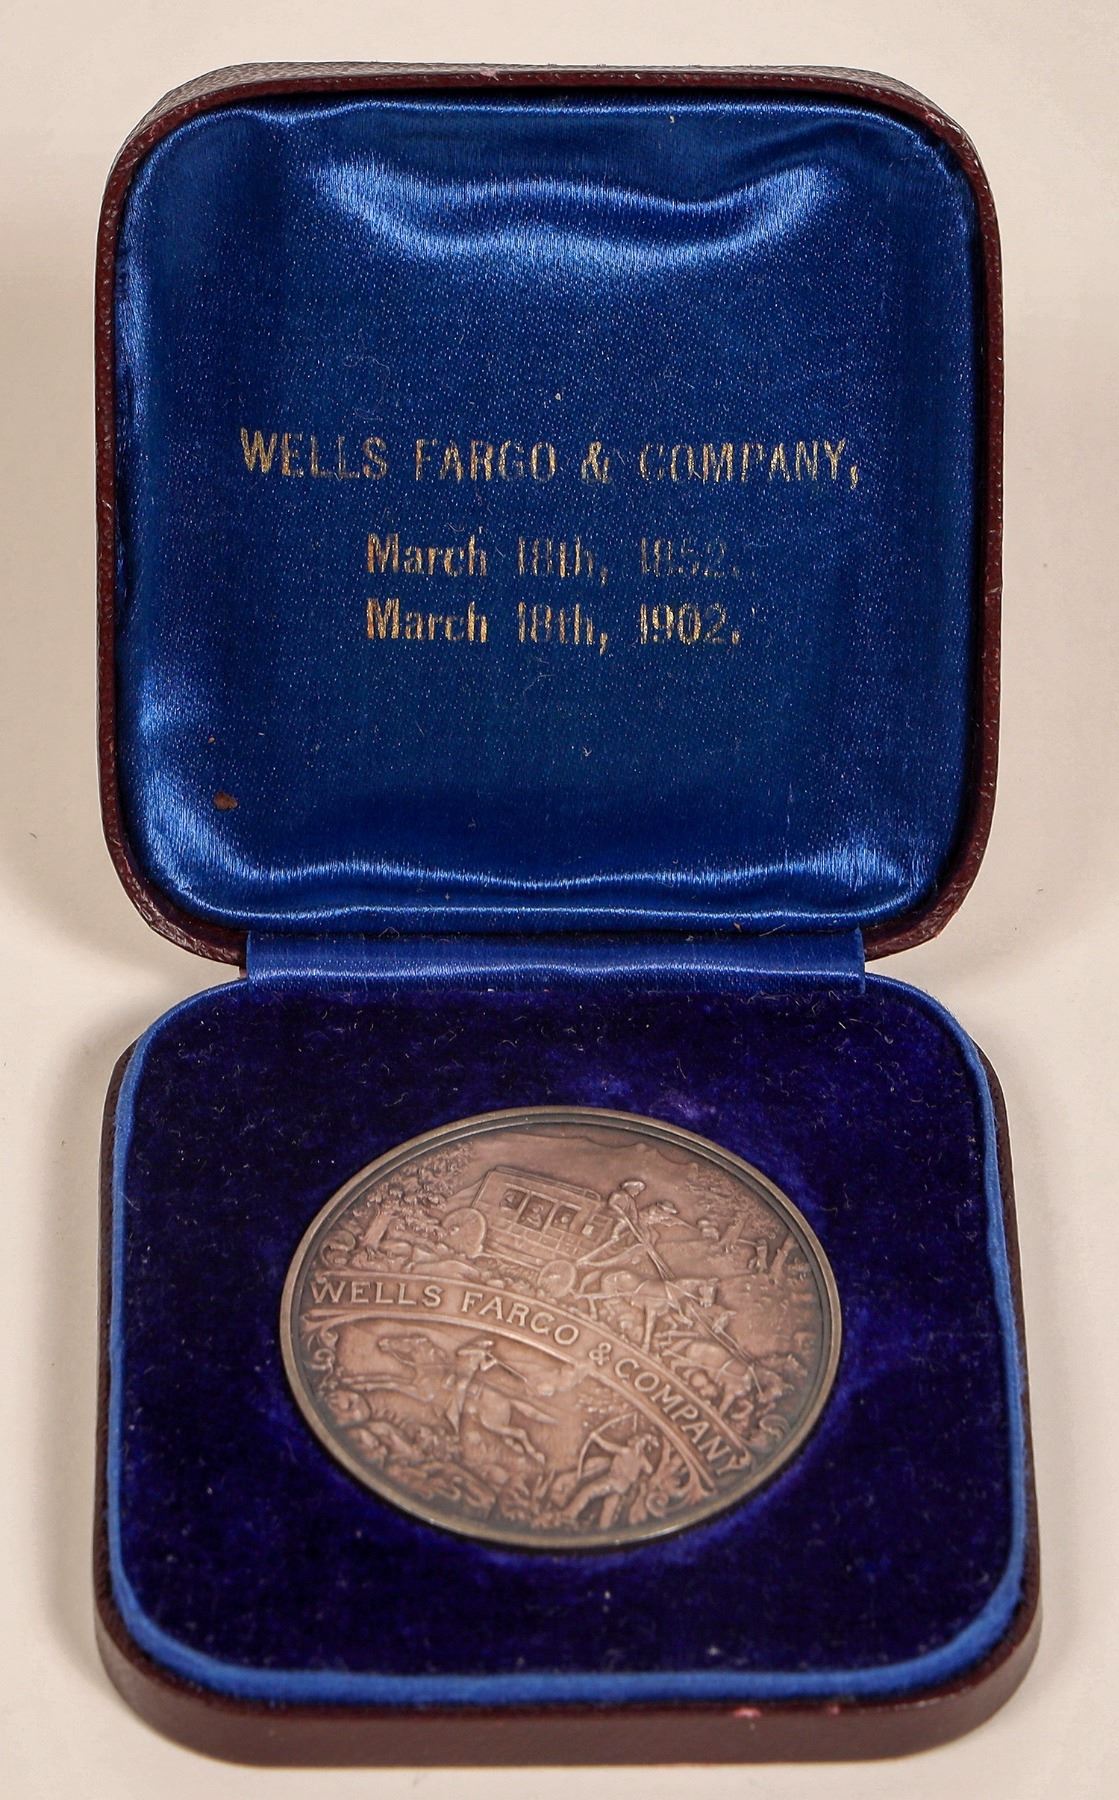 WELLS FARGO & COMPANY,
March 18th, 1852.
March 18th, 1902.
WELLS FARGO & COMPANY